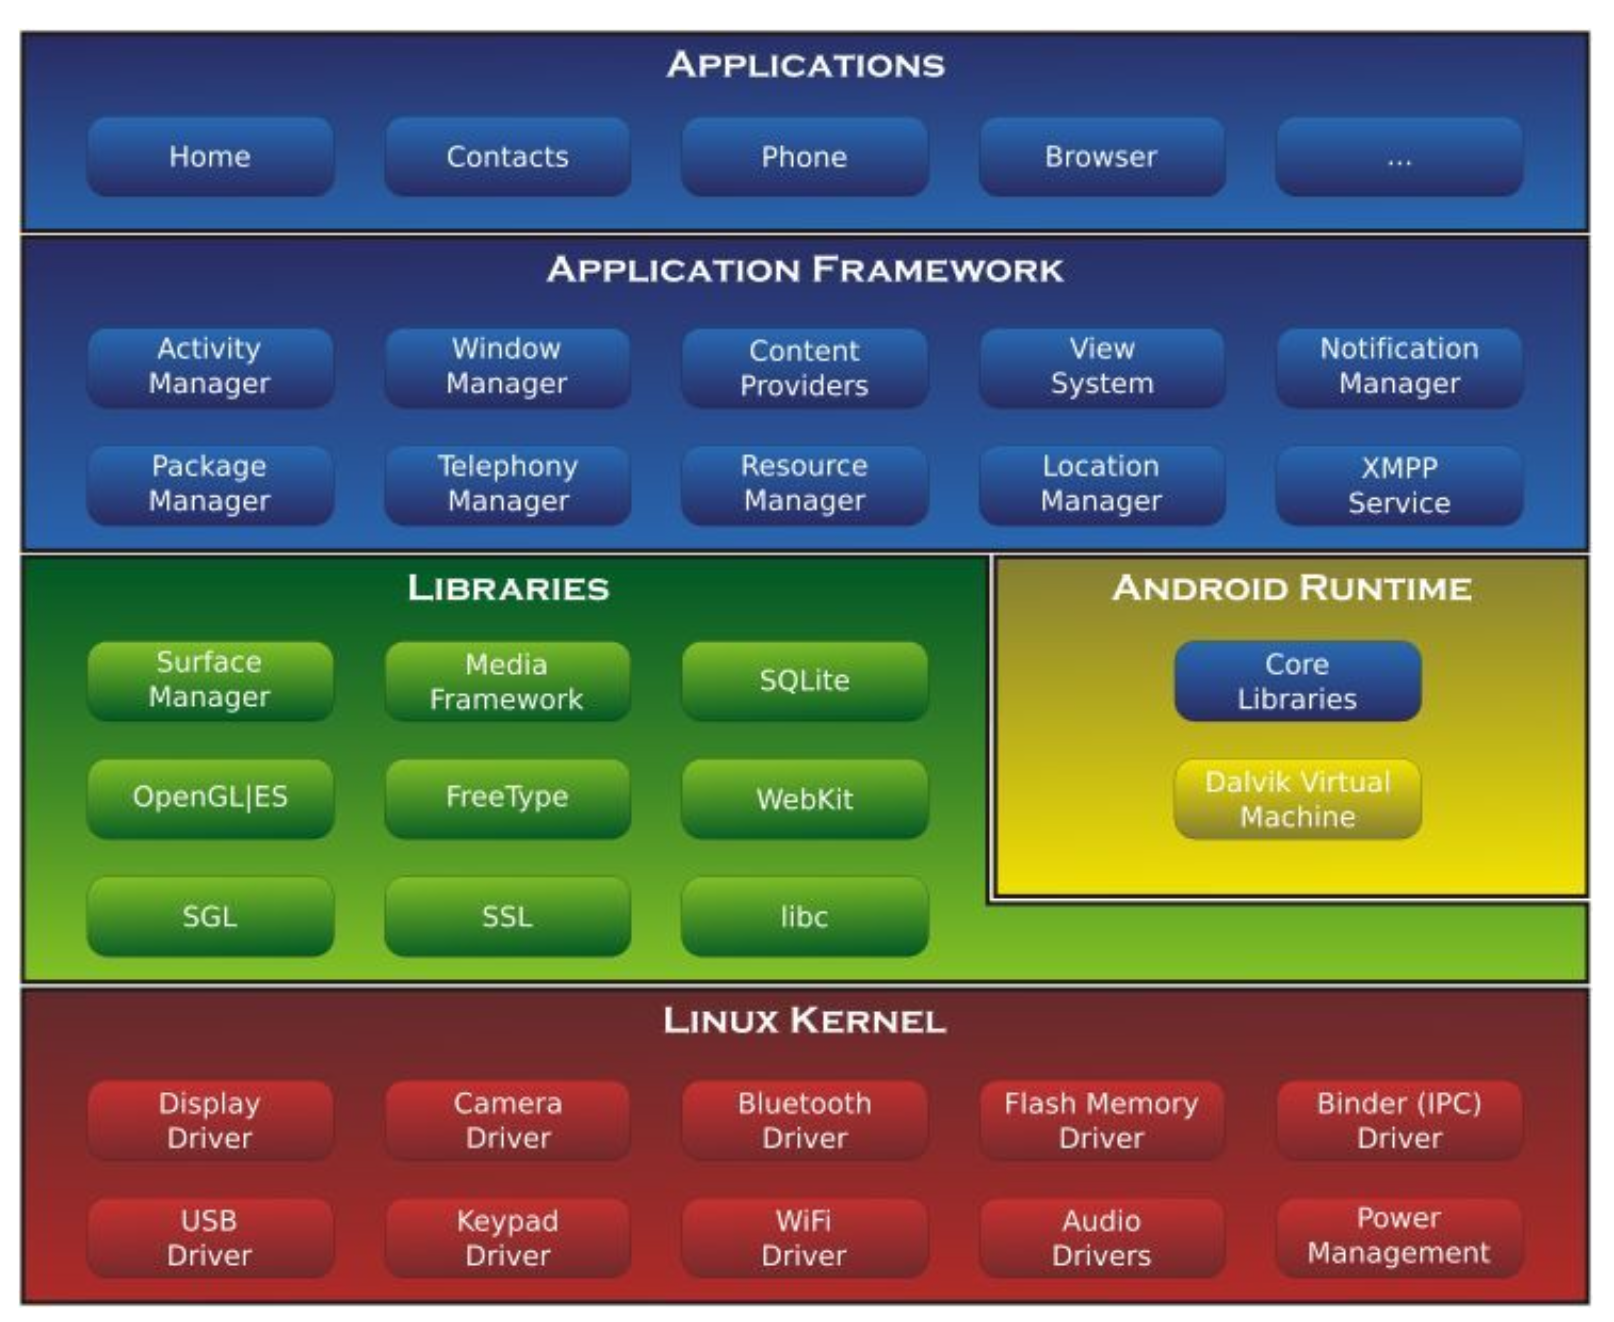 APPLICATIONS
Home
Contacts
Phone
Browser
...
APPLICATION FRAMEWORK
Activity
Manager
Window
Manager
Content
Providers
View
System
Notification
Manager
Package
Manager
Telephony
Manager
Resource
Manager
Location
Manager
XMPP
Service
LIBRARIES
Surface
Manager
Media
Framework
SQLite
OpenGL|ES
FreeType
WebKit
SGL
SSL
libc
ANDROID RUNTIME
Core
Libraries
Dalvik Virtual
Machine
LINUX KERNEL
Display
Driver
Camera
Driver
Bluetooth
Driver
Flash Memory
Driver
Binder (IPC)
Driver
USB
Driver
Keypad
Driver
WiFi
Driver
Audio
Drivers
Power
Management